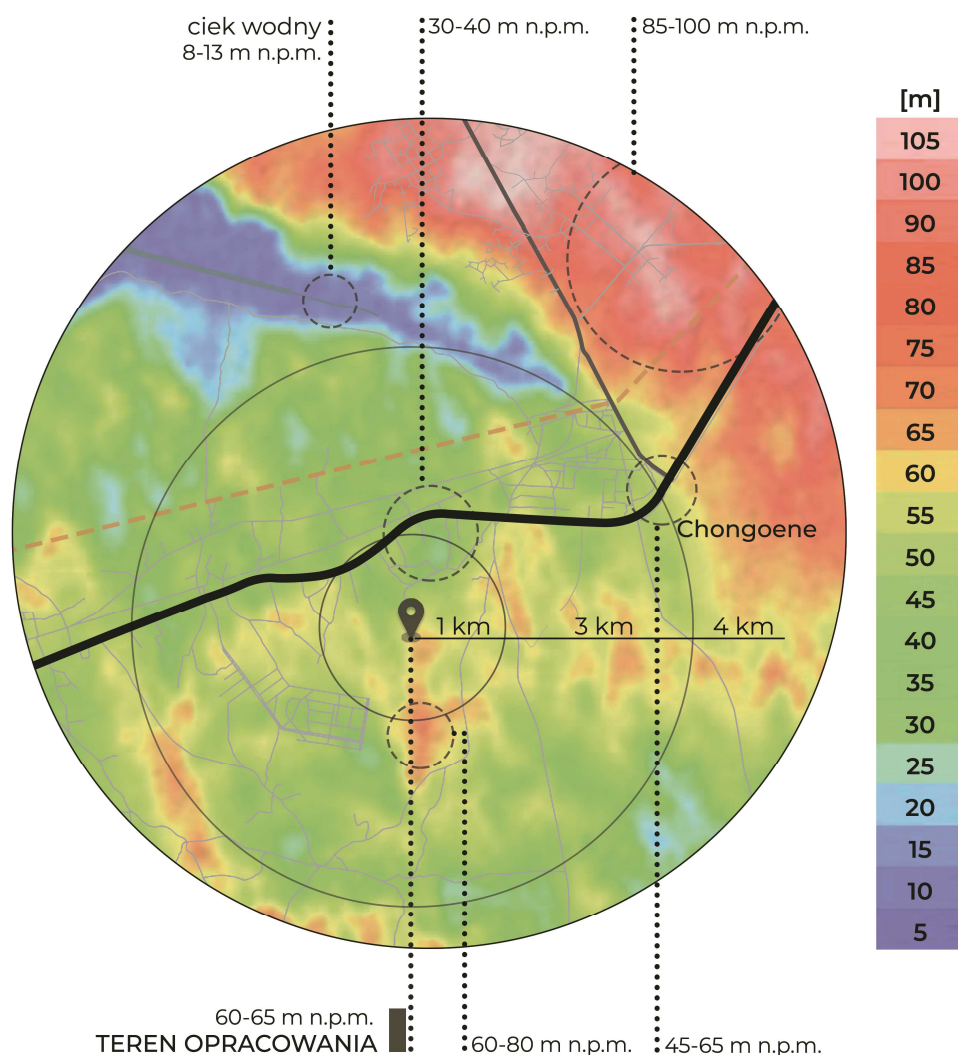 ciek wodny
8-13 m n.p.m.
30-40 m n.p.m.
85-100 m n.p.m.
[m]
105
100
90
85
80
75
70
65
60
55
50
45
40
35
30
25
20
15
10
5
Chongoene
1 km
3 km
4 km
60-65 m n.p.m.
TEREN OPRACOWANIA
60-80 m n.p.m.
45-65 m n.p.m.